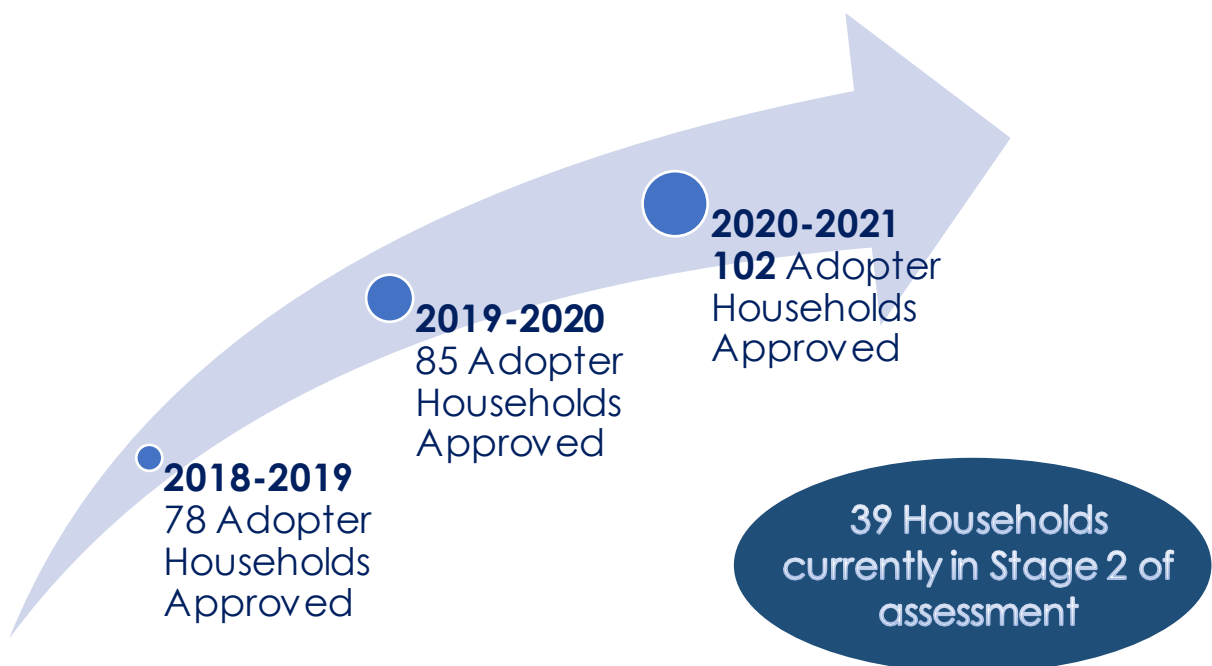 2018-2019
78 Adopter
Households
Approved
2019-2020
85 Adopter
Households
Approved
2020-2021
102 Adopter
Households
Approved
39 Households
currently in Stage 2 of
assessment